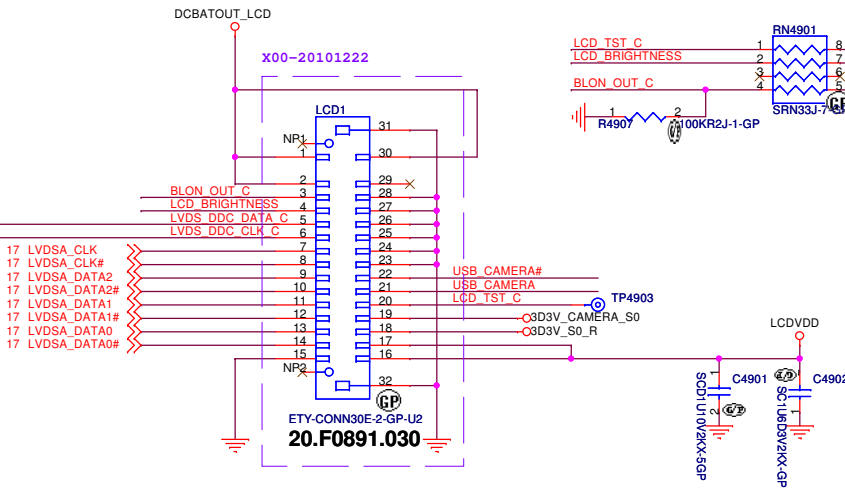 DCBATOUT_LCD
X00-20101222
RN4901
LCD_TST_C 1 8
LCD_BRIGHTNESS 2 7
3 6
BLON_OUT_C 4 5
SRN33J-7-GP
GP
R4907 1 2 100KR2J-1-GP
LCD1
31
NP1
1 30
2 29
BLON_OUT_C 3 28
LCD_BRIGHTNESS 4 27
LVDS_DDC_DATA_C 5 26
LVDS_DDC_CLK_C 6 25
17 LVDSA_CLK 7 24
17 LVDSA_CLK# 8 23
17 LVDSA_DATA2 9 22 USB_CAMERA#
17 LVDSA_DATA2# 10 21 USB_CAMERA
17 LVDSA_DATA1 11 20 LCD_TST_C TP4903
17 LVDSA_DATA1# 12 19 3D3V_CAMERA_S0
17 LVDSA_DATA0 13 18 3D3V_S0_R
17 LVDSA_DATA0# 14 17
15 16
NP2
32
GP
ETY-CONN30E-2-GP-U2
20.F0891.030
LCDVDD
1 C4901 2
SCD1U10V2KX-5GP
C4902 1
SC1U6D3V2KX-GP